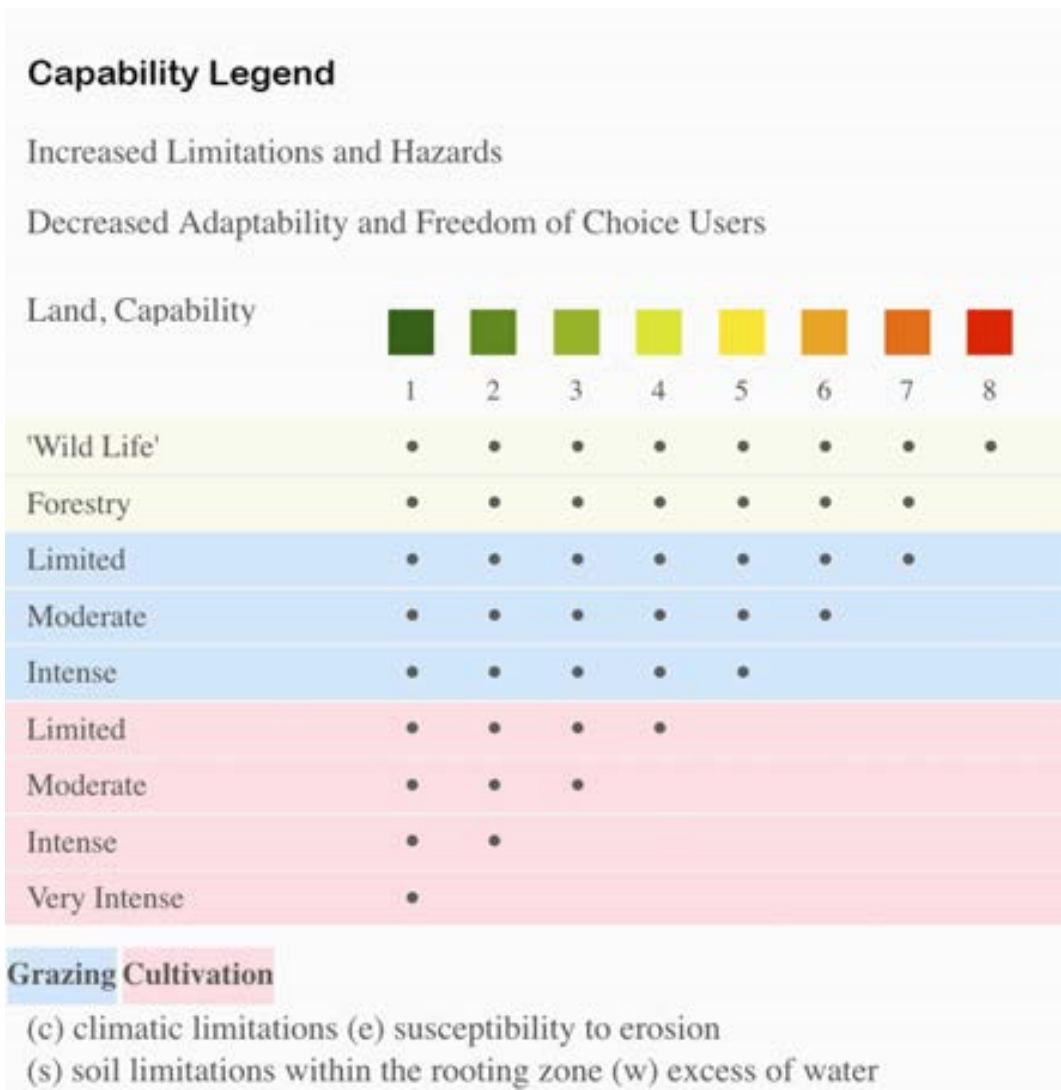 Capability Legend
Increased Limitations and Hazards
Decreased Adaptability and Freedom of Choice Users
Land, Capability
1 2 3 4 5 6 7 8
'Wild Life' • • • • • • • •
Forestry • • • • • • •
Limited • • • • • • •
Moderate • • • • • •
Intense • • • • •
Limited • • • •
Moderate • • •
Intense • •
Very Intense •
Grazing Cultivation
(c) climatic limitations (e) susceptibility to erosion
(s) soil limitations within the rooting zone (w) excess of water